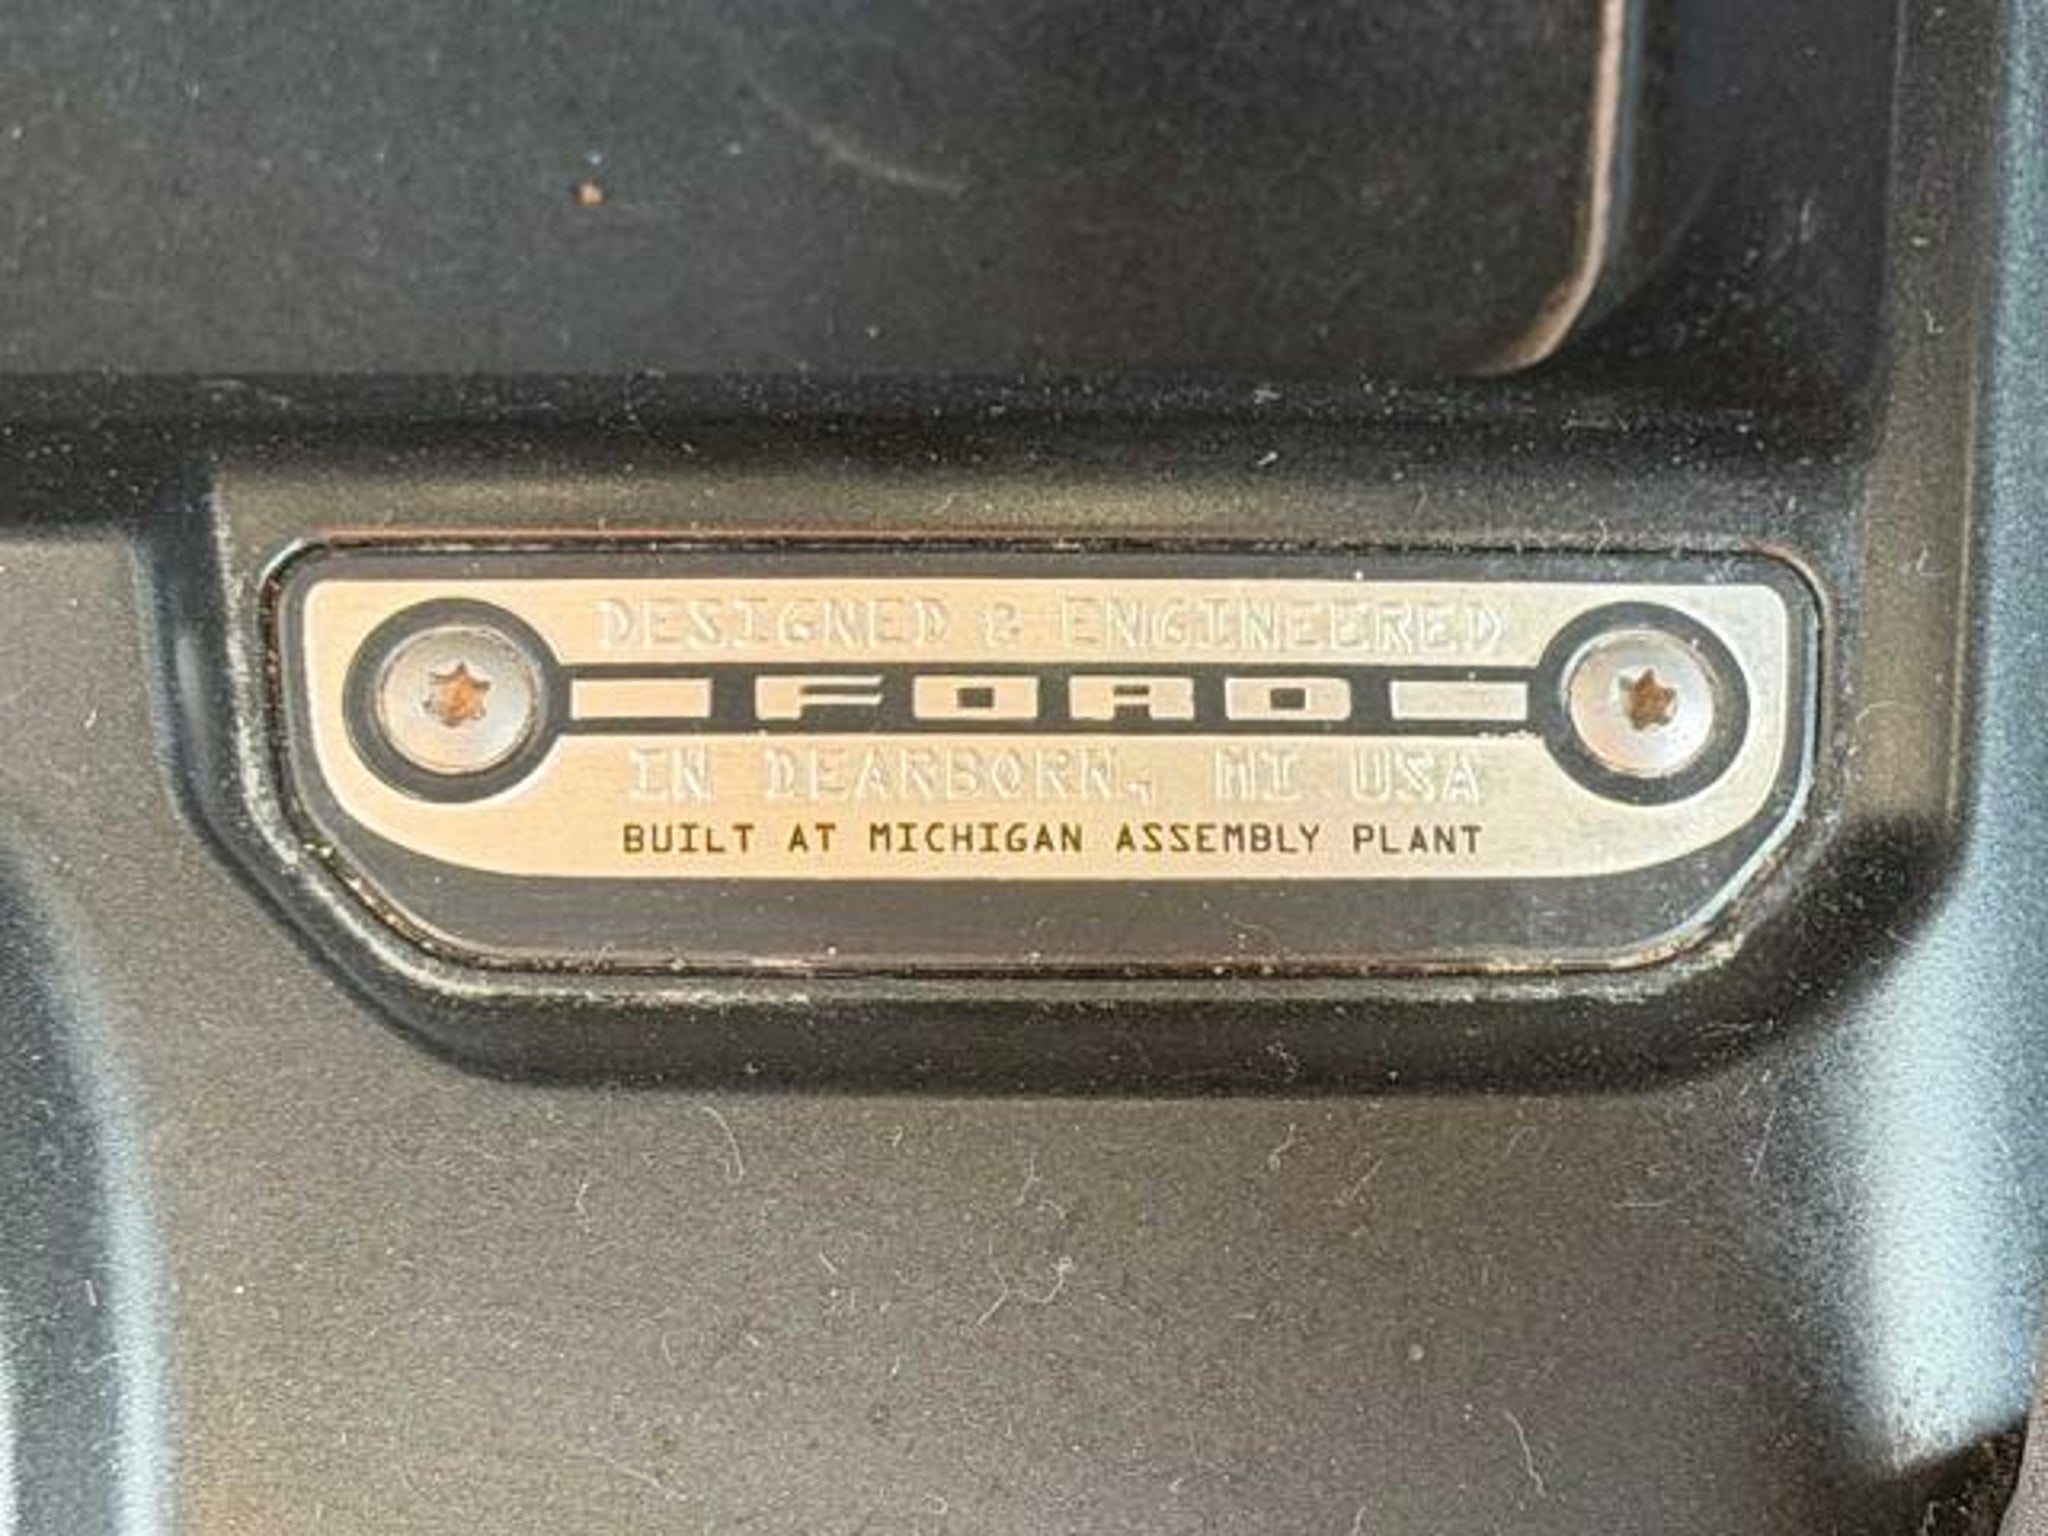 DESIGNED & ENGINEERED
FORD
IN DEARBORN, MI USA
BUILT AT MICHIGAN ASSEMBLY PLANT